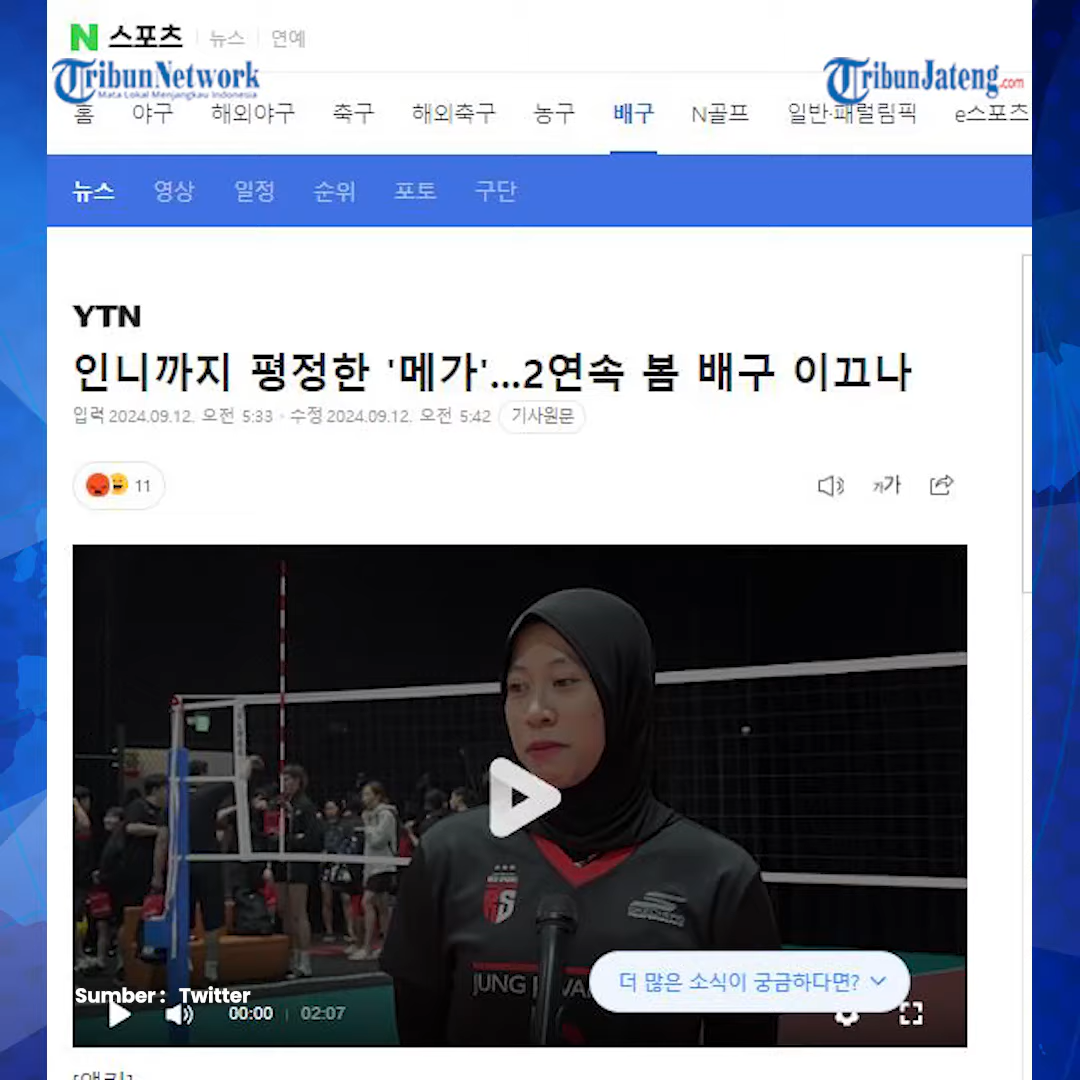 N 스포츠 뉴스 연예
TribunNetwork
Mata Lokal Menjangkau Indonesia
TribunJateng.com
홈 야구 해외야구 축구 해외축구 농구 배구 N골프 일반·패럴림픽 e스포츠
뉴스 영상 일정 순위 포토 구단
YTN
인니까지 평정한 '메가'...2연속 봄 배구 이끄나
입력 2024.09.12. 오전 5:33 수정 2024.09.12. 오전 5:42 기사원문
11
가가
JUNG
더 많은 소식이 궁금하다면?
Sumber : Twitter
00:00 02:07